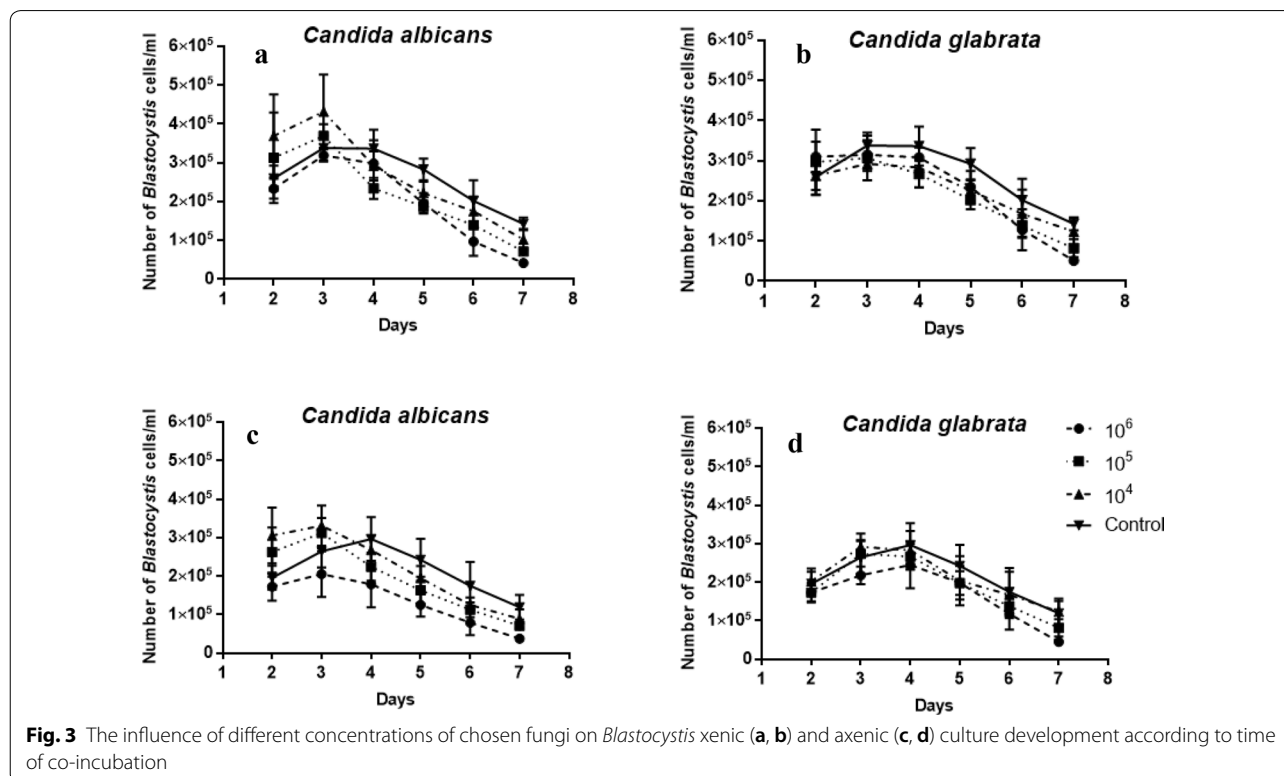 Candida albicans
a
Number of Blastocystis cells/ml
6×10⁵
5×10⁵
4×10⁵
3×10⁵
2×10⁵
1×10⁵
0
1 2 3 4 5 6 7 8
Days
Candida glabrata
b
Number of Blastocystis cells/ml
6×10⁵
5×10⁵
4×10⁵
3×10⁵
2×10⁵
1×10⁵
0
1 2 3 4 5 6 7 8
Days
Candida albicans
c
Number of Blastocystis cells/ml
6×10⁵
5×10⁵
4×10⁵
3×10⁵
2×10⁵
1×10⁵
0
1 2 3 4 5 6 7 8
Days
Candida glabrata
d
Number of Blastocystis cells/ml
6×10⁵
5×10⁵
4×10⁵
3×10⁵
2×10⁵
1×10⁵
0
1 2 3 4 5 6 7 8
Days
10⁶
10⁵
10⁴
Control
Fig. 3 The influence of different concentrations of chosen fungi on Blastocystis xenic (a, b) and axenic (c, d) culture development according to time
of co-incubation